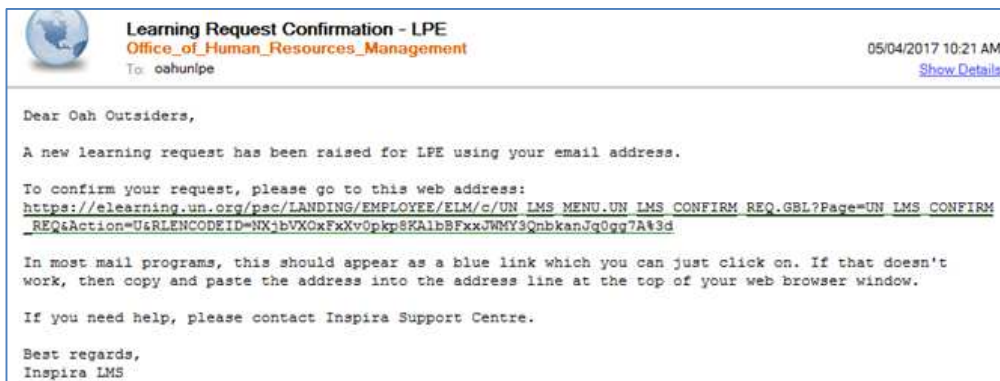 Learning Request Confirmation - LPE
Office_of_Human_Resources_Management
To: oahunlpe
05/04/2017 10:21 AM
Show Details
Dear Oah Outsiders,
A new learning request has been raised for LPE using your email address.
To confirm your request, please go to this web address:
https://elearning.un.org/psc/LANDING/EMPLOYEE/ELM/c/UN_LMS_MENU.UN_LMS_CONFIRM_REQ.GBL?Page=UN_LMS_CONFIRM
_REQ&Action=U&RLENCODEID=NXjbVXOxFxXv0pkp8KAlbBFxxJWMY3QnbkanJq0gg7A%3d
In most mail programs, this should appear as a blue link which you can just click on. If that doesn't
work, then copy and paste the address into the address line at the top of your web browser window.
If you need help, please contact Inspira Support Centre.
Best regards,
Inspira LMS